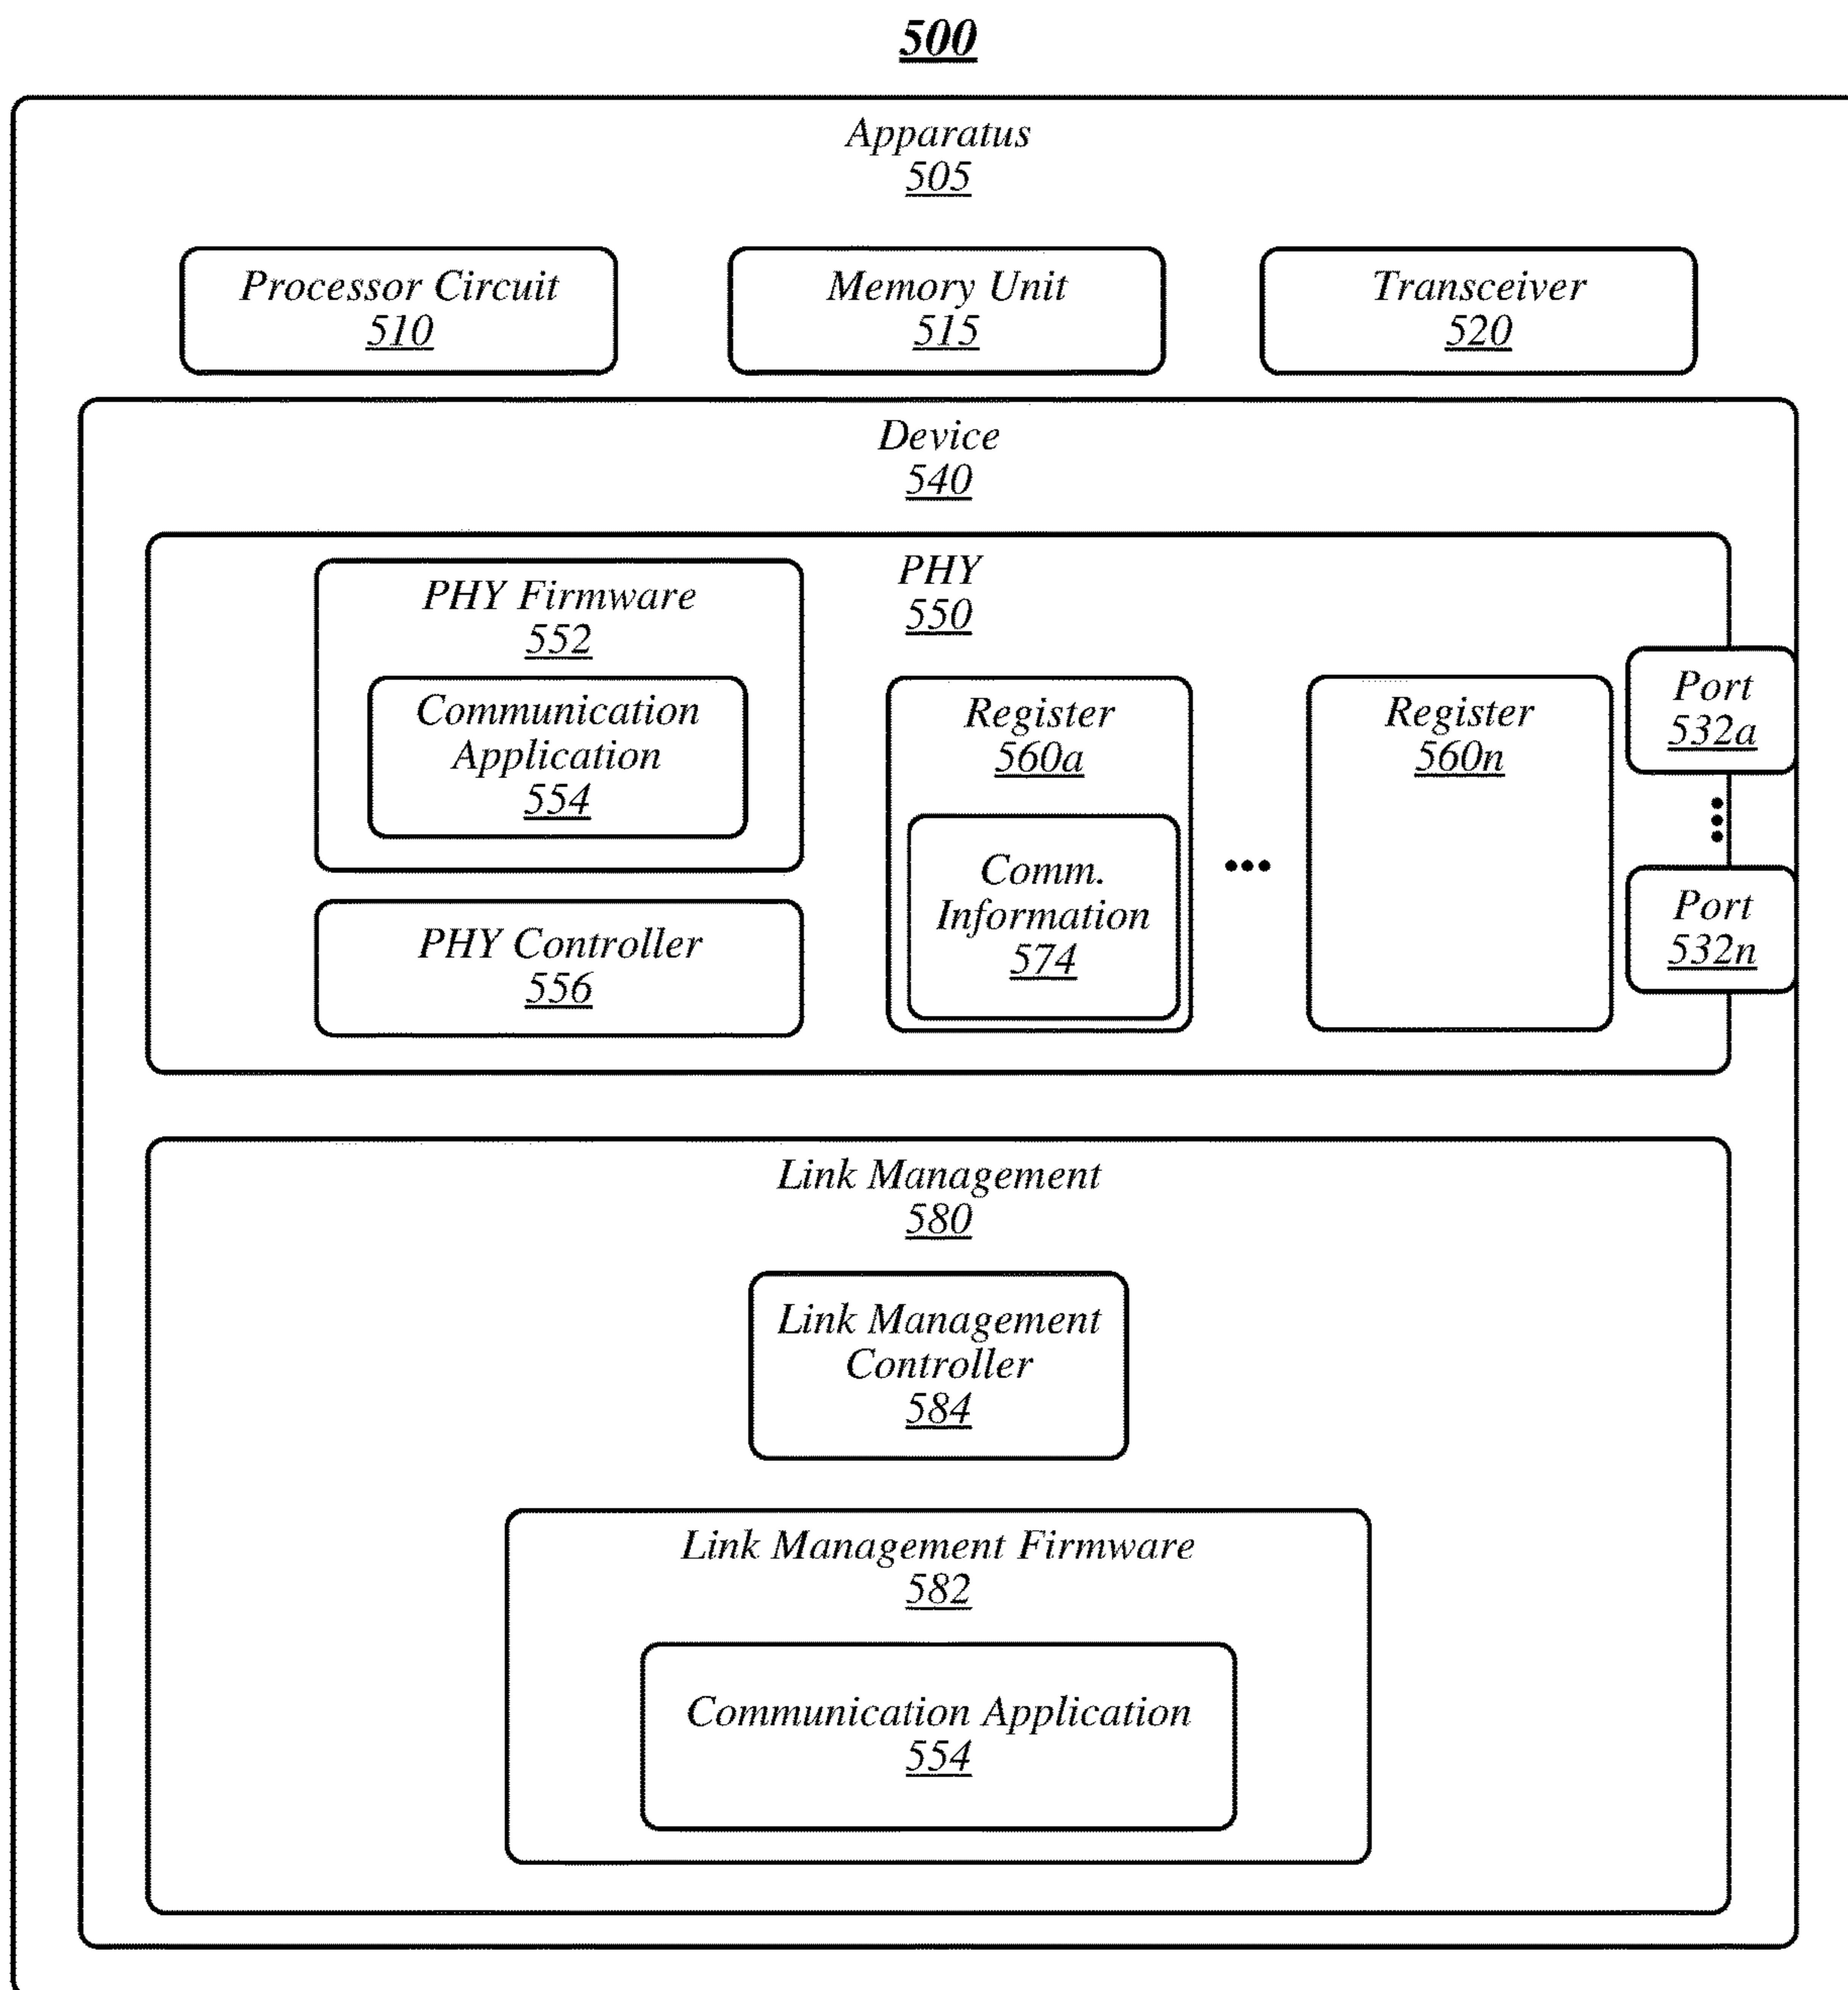 500
Apparatus
505
Processor Circuit
510
Memory Unit
515
Transceiver
520
Device
540
PHY
550
PHY Firmware
552
Communication
Application
554
PHY Controller
556
Register
560a
Comm.
Information
574
Register
560n
Port
532a
Port
532n
Link Management
580
Link Management
Controller
584
Link Management Firmware
582
Communication Application
554